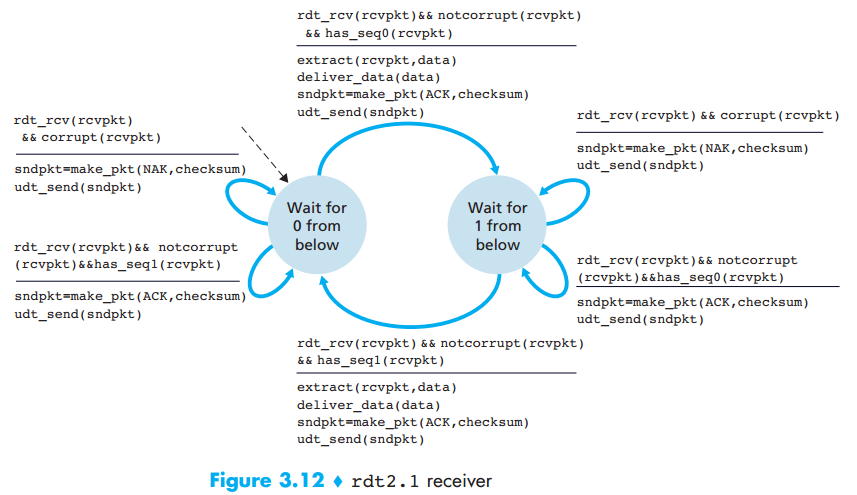 rdt_rcv(rcvpkt)&& notcorrupt(rcvpkt)
&& has_seq0(rcvpkt)
extract(rcvpkt,data)
deliver_data(data)
sndpkt=make_pkt(ACK,checksum)
udt_send(sndpkt)
rdt_rcv(rcvpkt)
&& corrupt(rcvpkt)
sndpkt=make_pkt(NAK,checksum)
udt_send(sndpkt)
rdt_rcv(rcvpkt) && corrupt(rcvpkt)
sndpkt=make_pkt(NAK,checksum)
udt_send(sndpkt)
Wait for
0 from
below
Wait for
1 from
below
rdt_rcv(rcvpkt)&& notcorrupt
(rcvpkt)&&has_seq1(rcvpkt)
sndpkt=make_pkt(ACK,checksum)
udt_send(sndpkt)
rdt_rcv(rcvpkt)&& notcorrupt
(rcvpkt)&&has_seq0(rcvpkt)
sndpkt=make_pkt(ACK,checksum)
udt_send(sndpkt)
rdt_rcv(rcvpkt) && notcorrupt(rcvpkt)
&& has_seq1(rcvpkt)
extract(rcvpkt,data)
deliver_data(data)
sndpkt=make_pkt(ACK,checksum)
udt_send(sndpkt)
Figure 3.12 ♦ rdt2.1 receiver